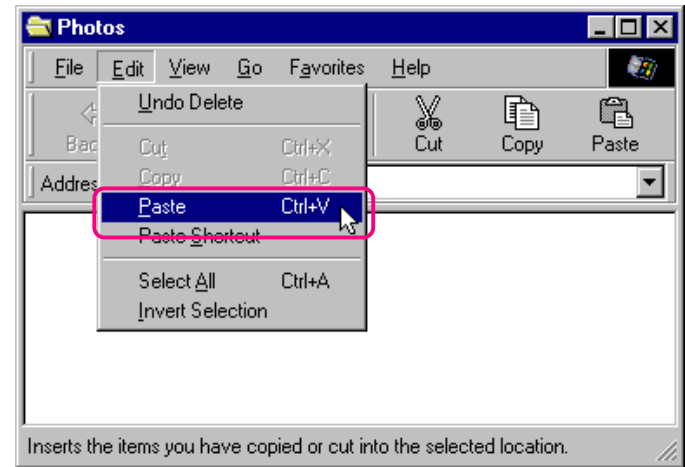 Photos
File Edit View Go Favorites Help
Cut Copy Paste
Undo Delete
Cut Ctrl+X
Copy Ctrl+C
Paste Ctrl+V
Paste Shortcut
Select All Ctrl+A
Invert Selection
Inserts the items you have copied or cut into the selected location.